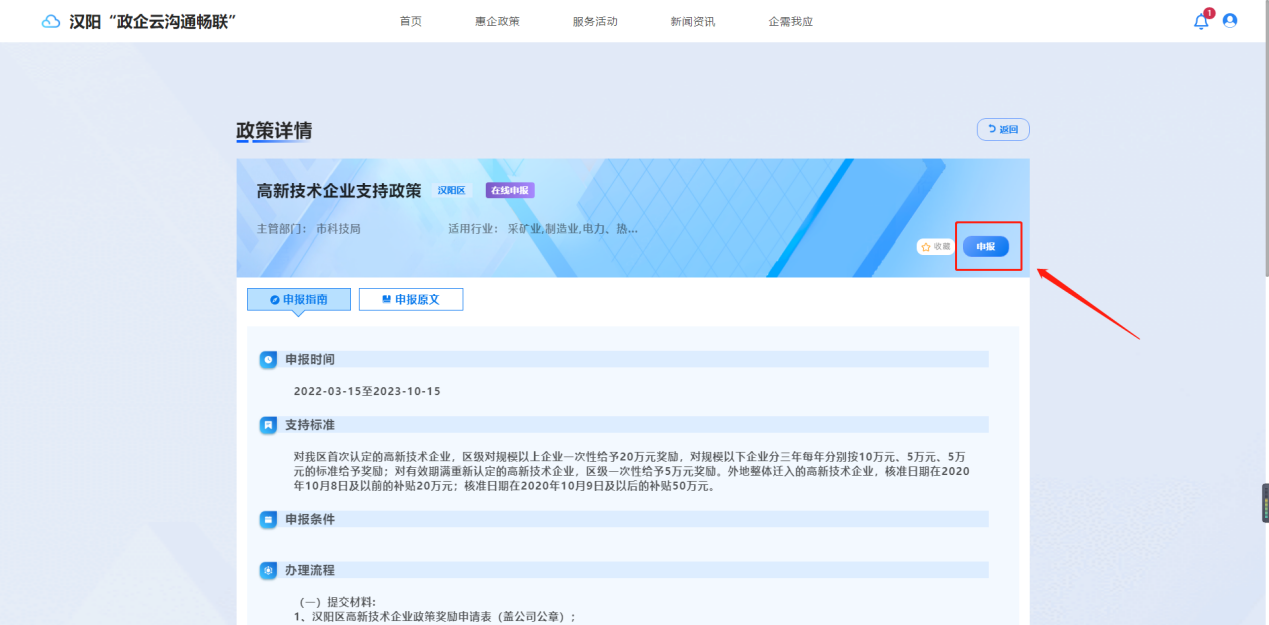 汉阳“政企云沟通畅联”
首页 惠企政策 服务活动 新闻资讯 企需我应
1
政策详情
返回
高新技术企业支持政策 汉阳区 在线申报
主管部门： 市科技局 适用行业： 采矿业,制造业,电力、热...
收藏 申报
申报指南 申报原文
申报时间
2022-03-15至2023-10-15
支持标准
对我区首次认定的高新技术企业，区级对规模以上企业一次性给予20万元奖励，对规模以下企业分三年每年分别按10万元、5万元、5万
元的标准给予奖励；对有效期满重新认定的高新技术企业，区级一次性给予5万元奖励。外地整体迁入的高新技术企业，核准日期在2020
年10月8日及以前的补贴20万元；核准日期在2020年10月9日及以后的补贴50万元。
申报条件
办理流程
（一）提交材料:
1、汉阳区高新技术企业政策奖励申请表（盖公司公章）;